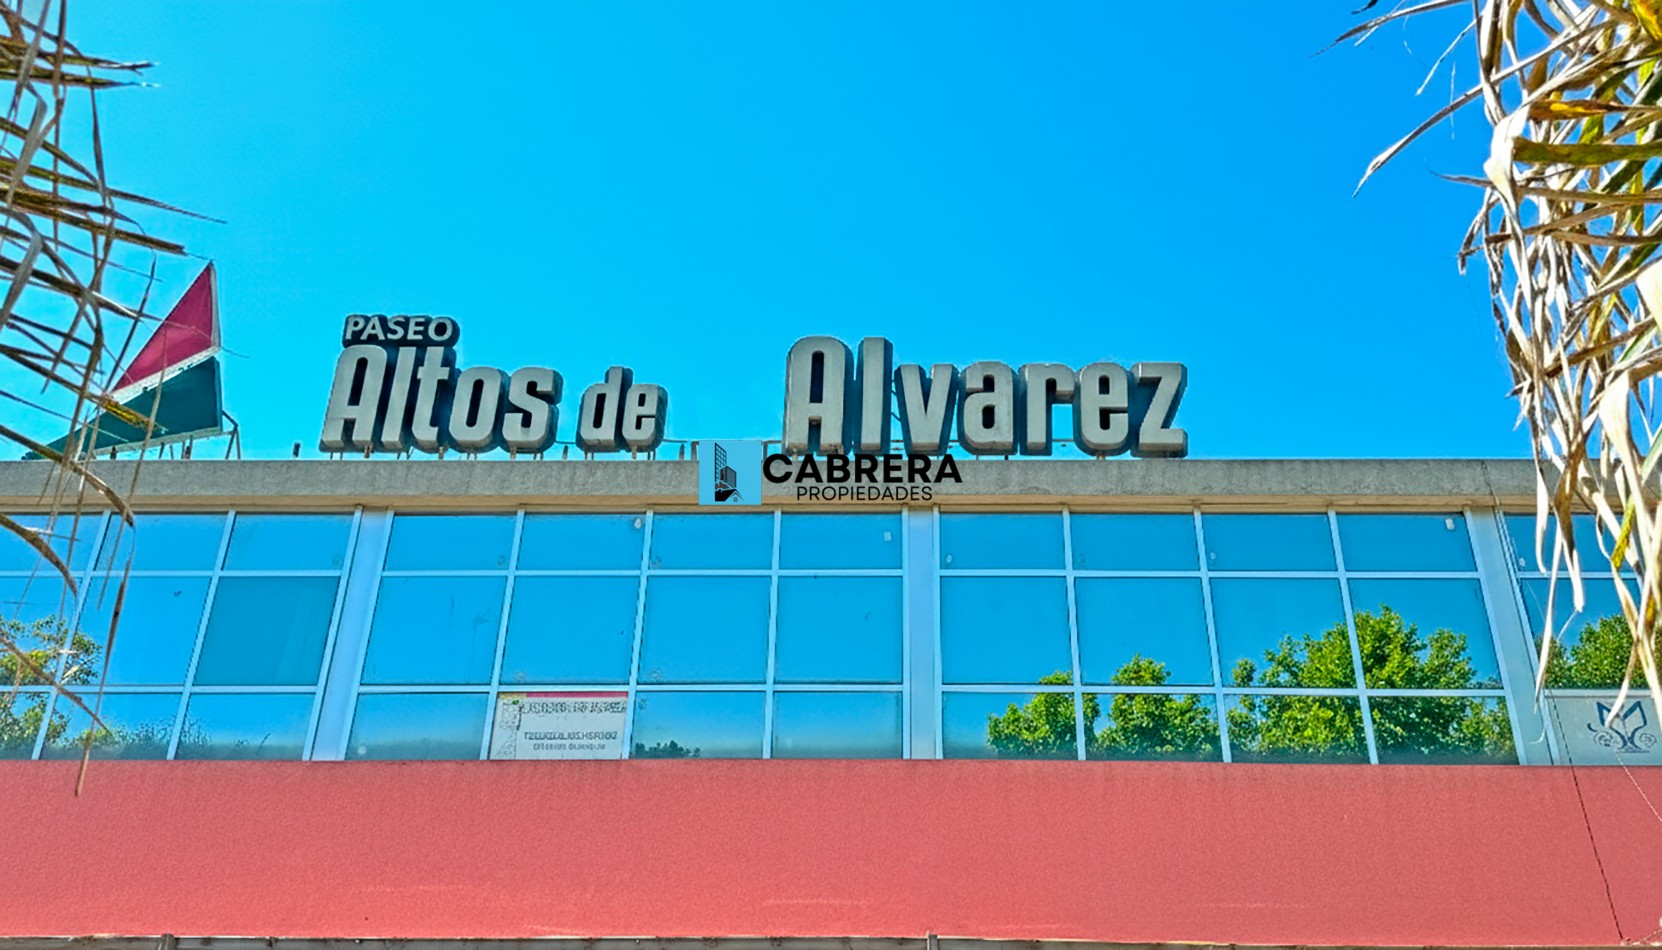 PASEO
Altos de Alvarez
CABRERA
PROPIEDADES